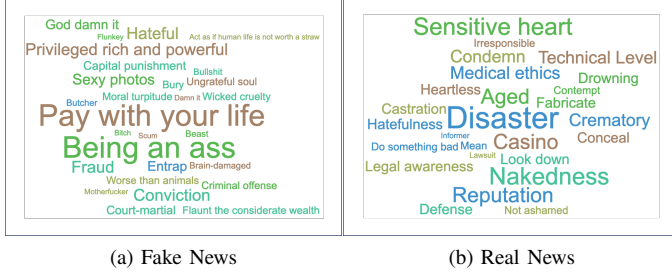 God damn it
Flunkey Hateful Act as if human life is not worth a straw
Privileged rich and powerful
Capital punishment
Bullshit
Sexy photos Bury Ungrateful soul
Moral turpitude Damn it Wicked cruelty
Butcher
Pay with your life
Bitch Scum Beast
Being an ass
Fraud Entrap Brain-damaged
Worse than animals Criminal offense
Motherfucker Conviction
Court-martial Flaunt the considerate wealth
(a) Fake News
Sensitive heart
Irresponsible
Condemn Technical Level
Medical ethics Drowning
Heartless Aged Contempt
Fabricate
Castration Disaster Crematory
Hatefulness
Informer Casino Conceal
Do something bad Mean
Lawsuit Look down
Legal awareness
Nakedness
Reputation
Defense Not ashamed
(b) Real News